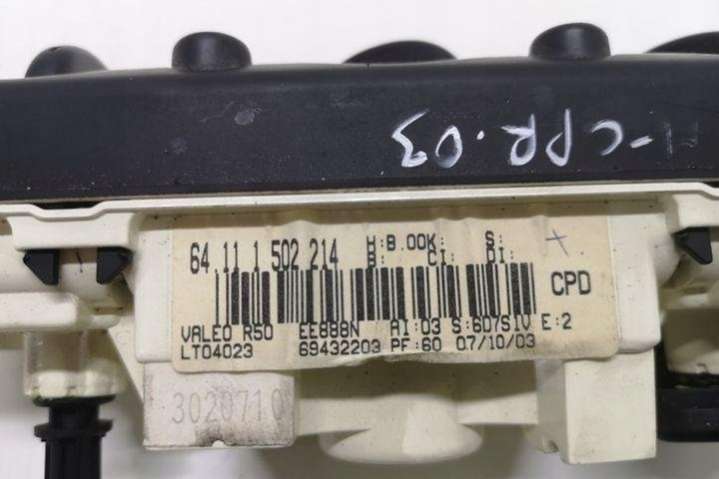 CPR.03
64.11 1 502 214 H:8.00K: S:
B: CI: DI:
CPD
VALEO R50 EE888N AI:03 S:607SIV E:2
LT04023 69432203 PF:60 07/10/03
3020710